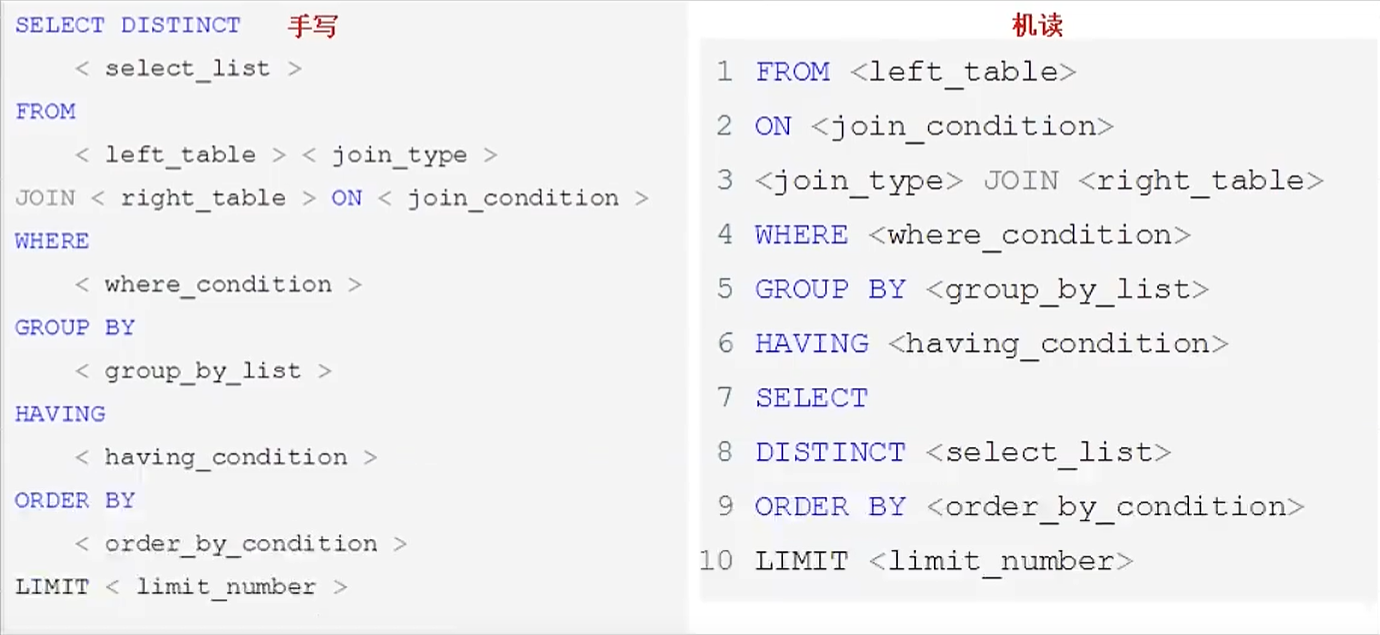 SELECT DISTINCT 手写
< select_list >
FROM
< left_table > < join_type >
JOIN < right_table > ON < join_condition >
WHERE
< where_condition >
GROUP BY
< group_by_list >
HAVING
< having_condition >
ORDER BY
< order_by_condition >
LIMIT < limit_number >
机读
1 FROM <left_table>
2 ON <join_condition>
3 <join_type> JOIN <right_table>
4 WHERE <where_condition>
5 GROUP BY <group_by_list>
6 HAVING <having_condition>
7 SELECT
8 DISTINCT <select_list>
9 ORDER BY <order_by_condition>
10 LIMIT <limit_number>